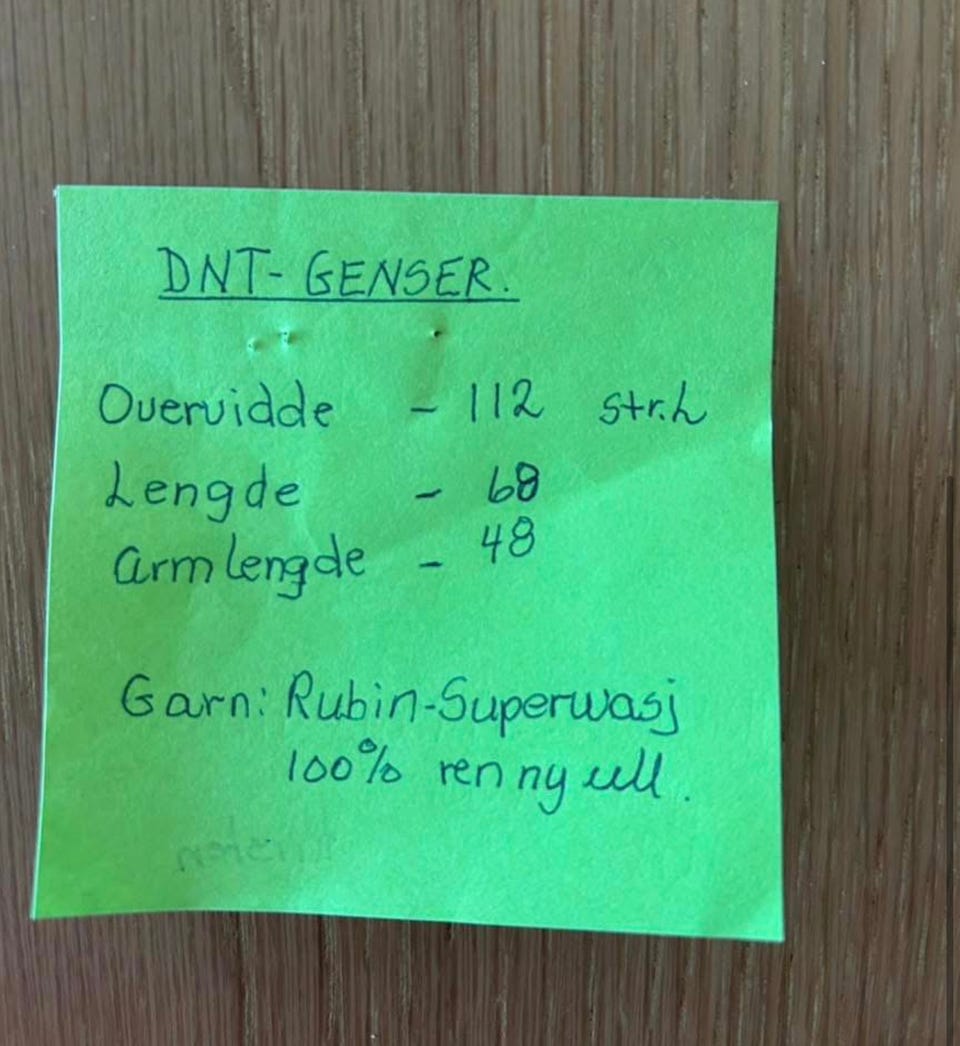 DNT-GENSER.
Overvidde - 112 str.L
Lengde - 68
Armlengde - 48
Garn: Rubin-Superwasj
100% ren ny ull.